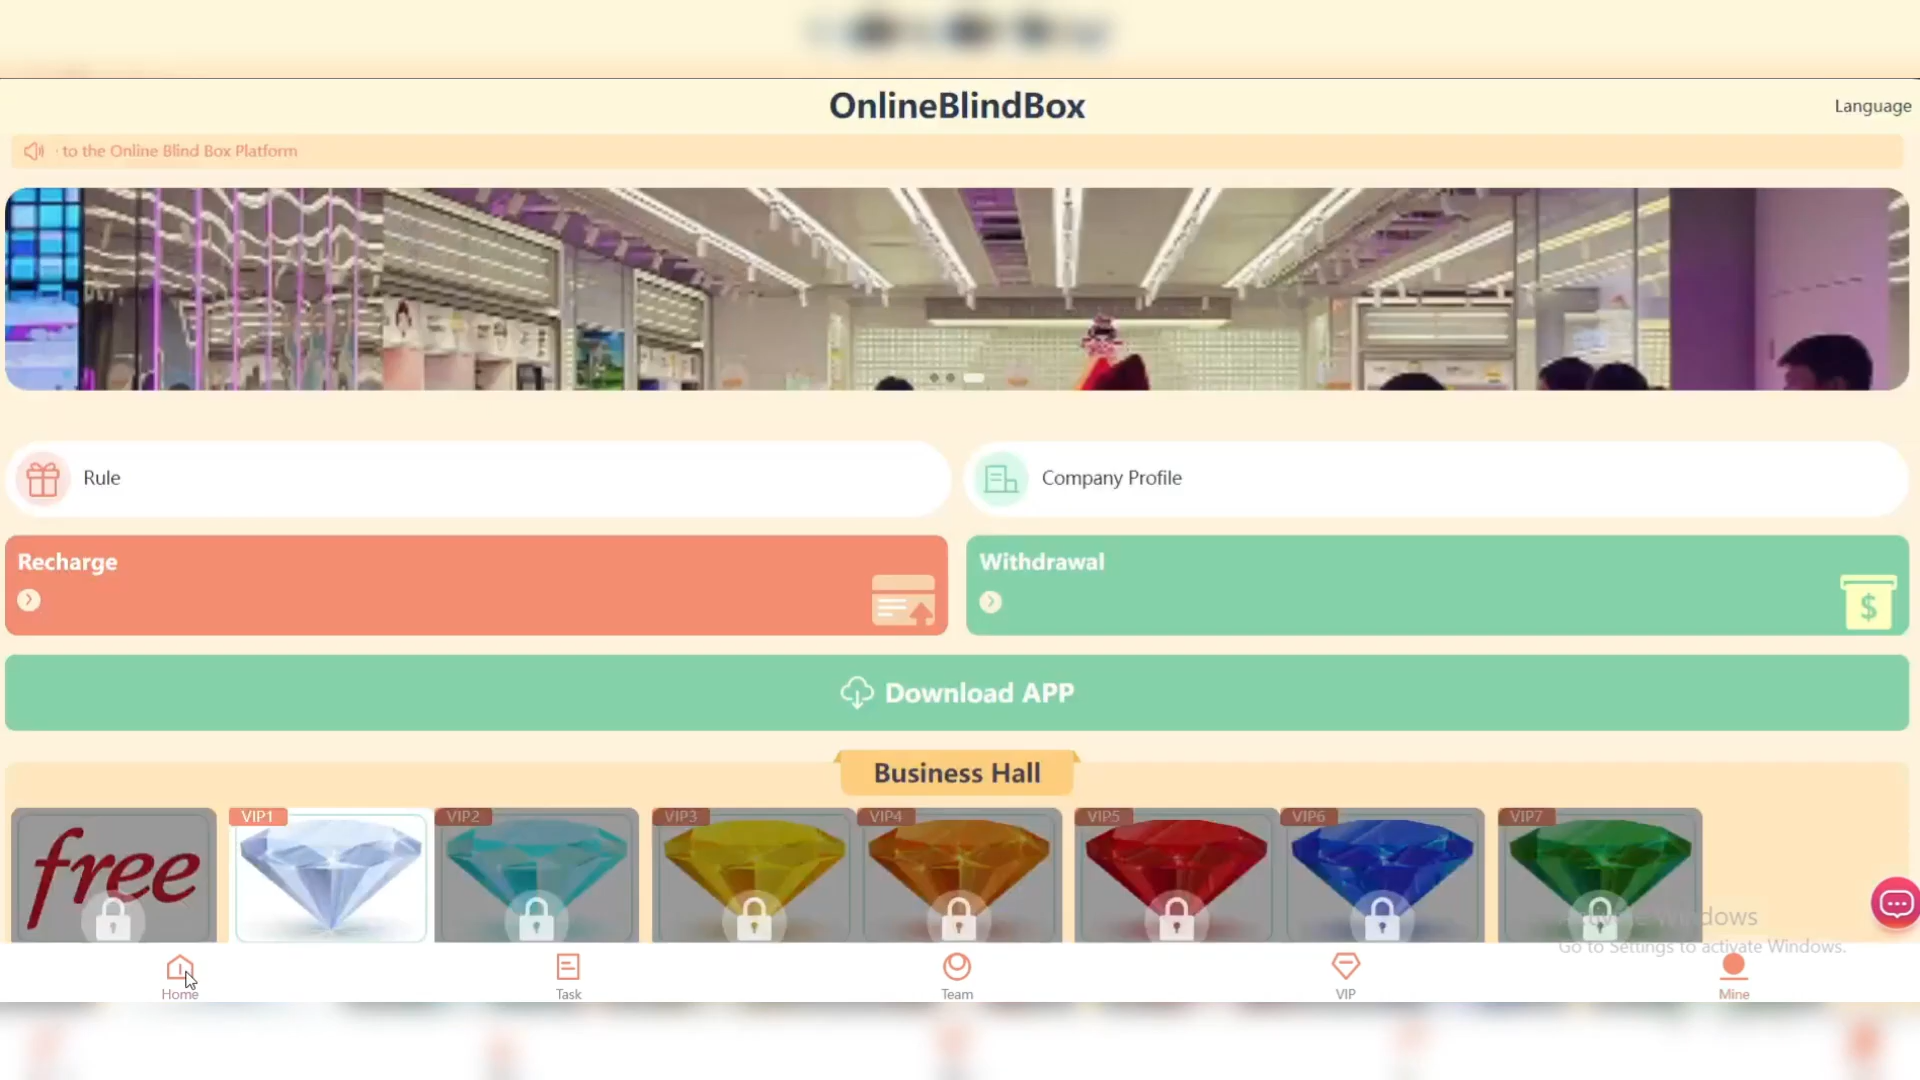 OnlineBlindBox
Language
to the Online Blind Box Platform
Rule
Company Profile
Recharge
Withdrawal
$
Download APP
Business Hall
VIP1
VIP2
VIP3
VIP4
VIP5
VIP6
VIP7
free
Windows
Go to Settings to activate Windows.
Home
Task
Team
VIP
Mine